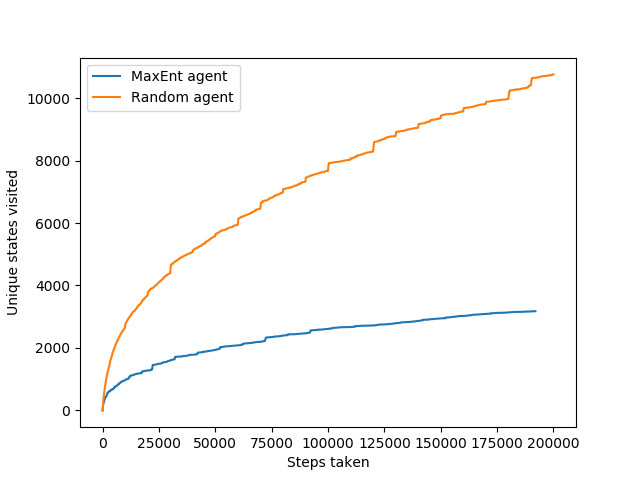 MaxEnt agent
Random agent
Unique states visited
10000
8000
6000
4000
2000
0
0 25000 50000 75000 100000 125000 150000 175000 200000
Steps taken